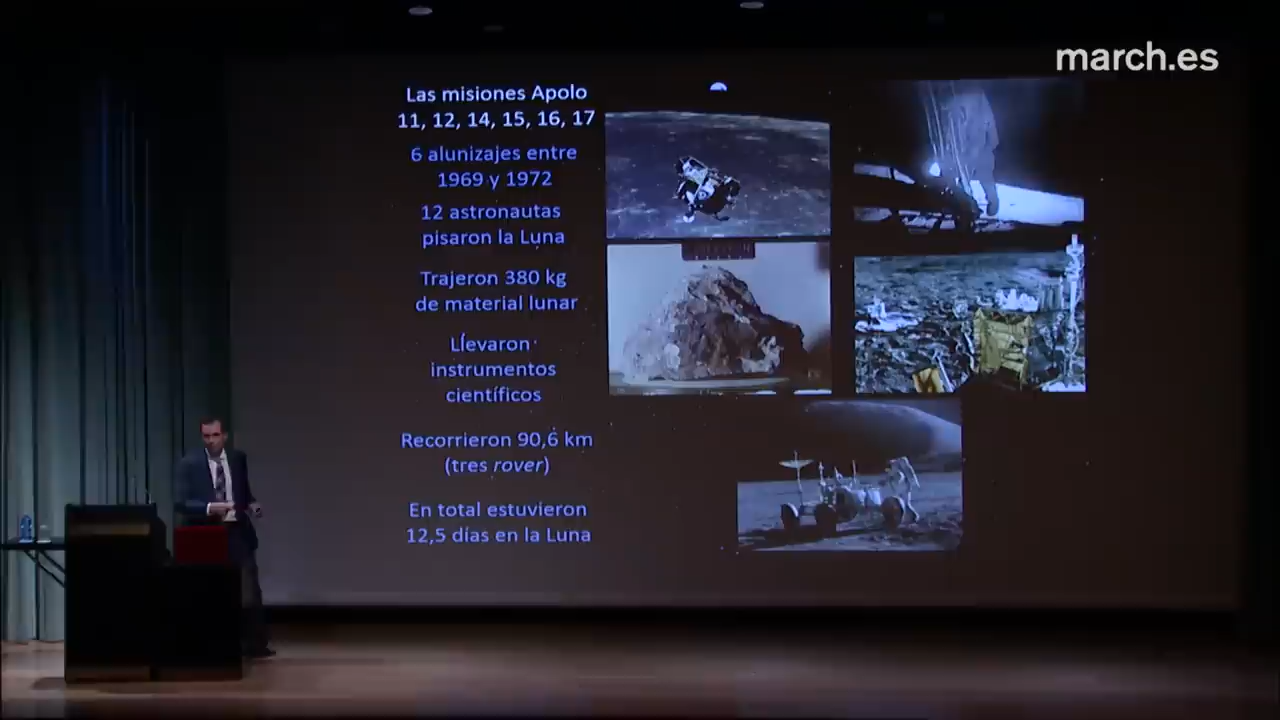 march.es
Las misiones Apolo
11, 12, 14, 15, 16, 17
6 alunizajes entre
1969 y 1972
12 astronautas
pisaron la Luna
Trajeron 380 kg
de material lunar
Llevaron
instrumentos
científicos
Recorrieron 90,6 km
(tres rover)
En total estuvieron
12,5 días en la Luna